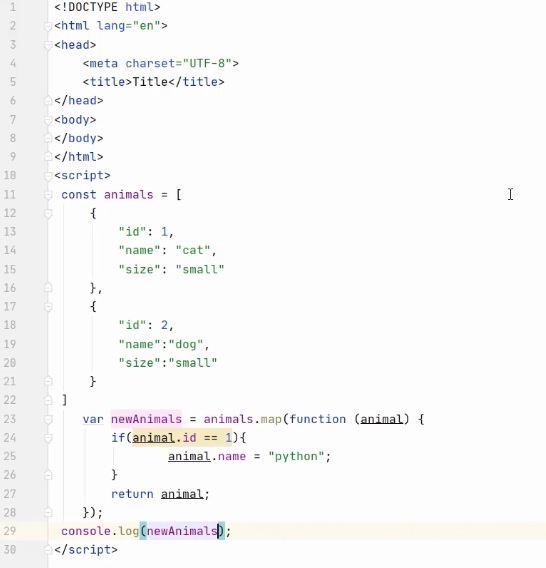 1 <!DOCTYPE html>
2 <html lang="en">
3 <head>
4     <meta charset="UTF-8">
5     <title>Title</title>
6 </head>
7 <body>
8 </body>
9 </html>
10 <script>
11  const animals = [
12      {
13          "id": 1,
14          "name": "cat",
15          "size": "small"
16      },
17      {
18          "id": 2,
19          "name":"dog",
20          "size":"small"
21      }
22  ]
23     var newAnimals = animals.map(function (animal) {
24         if(animal.id == 1){
25                 animal.name = "python";
26         }
27         return animal;
28     });
29  console.log(newAnimals);
30 </script>